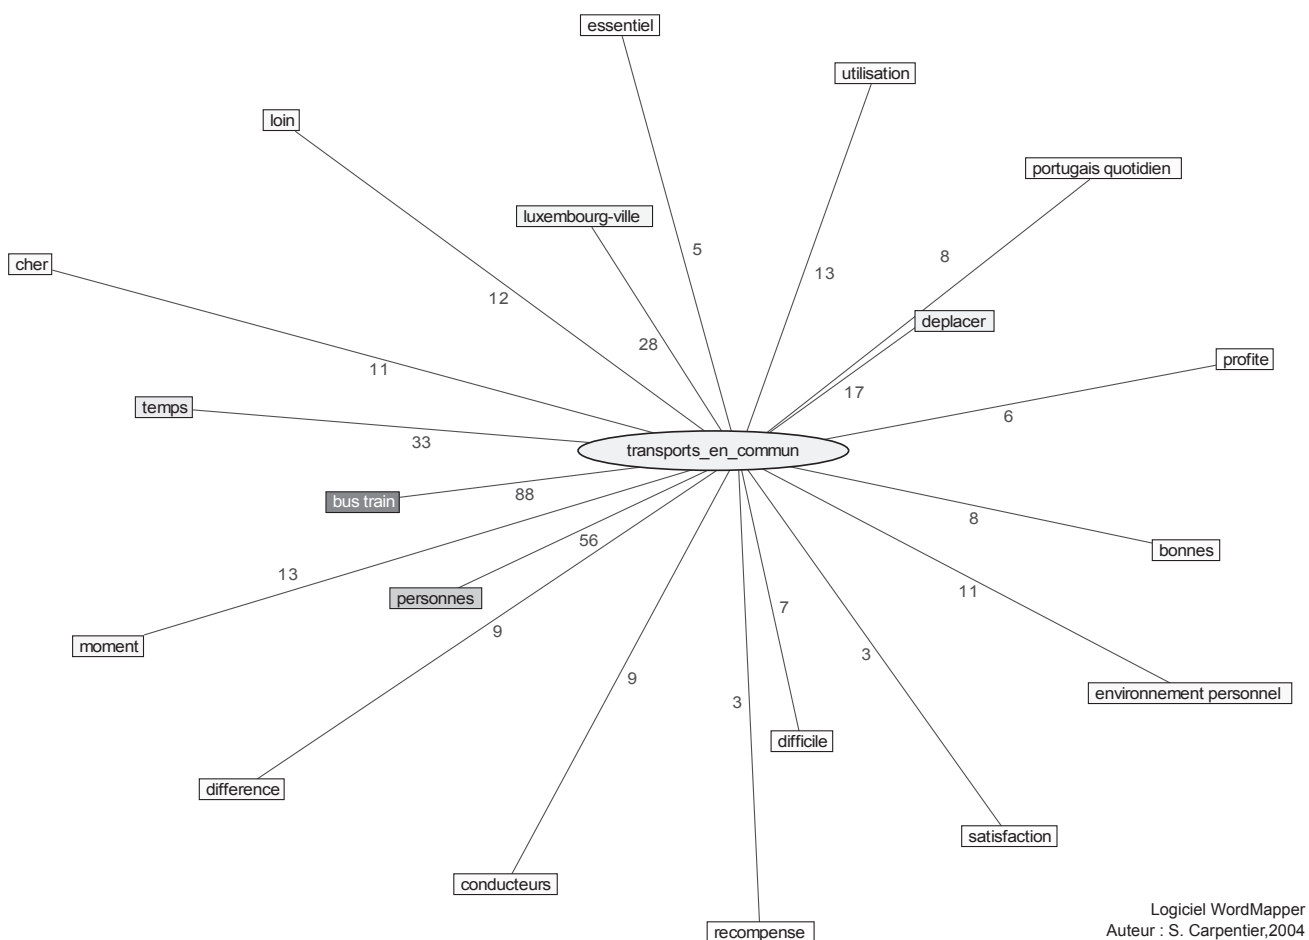 essentiel
utilisation
loin
portugais quotidien
luxembourg-ville
5
8
cher
13
12
deplacer
28
profite
11
17
temps
6
33
transports_en_commun
88
bus train
8
56
bonnes
13
11
personnes
7
9
moment
3
9
environnement personnel
3
difficile
difference
satisfaction
conducteurs
recompense
Logiciel WordMapper
Auteur : S. Carpentier,2004